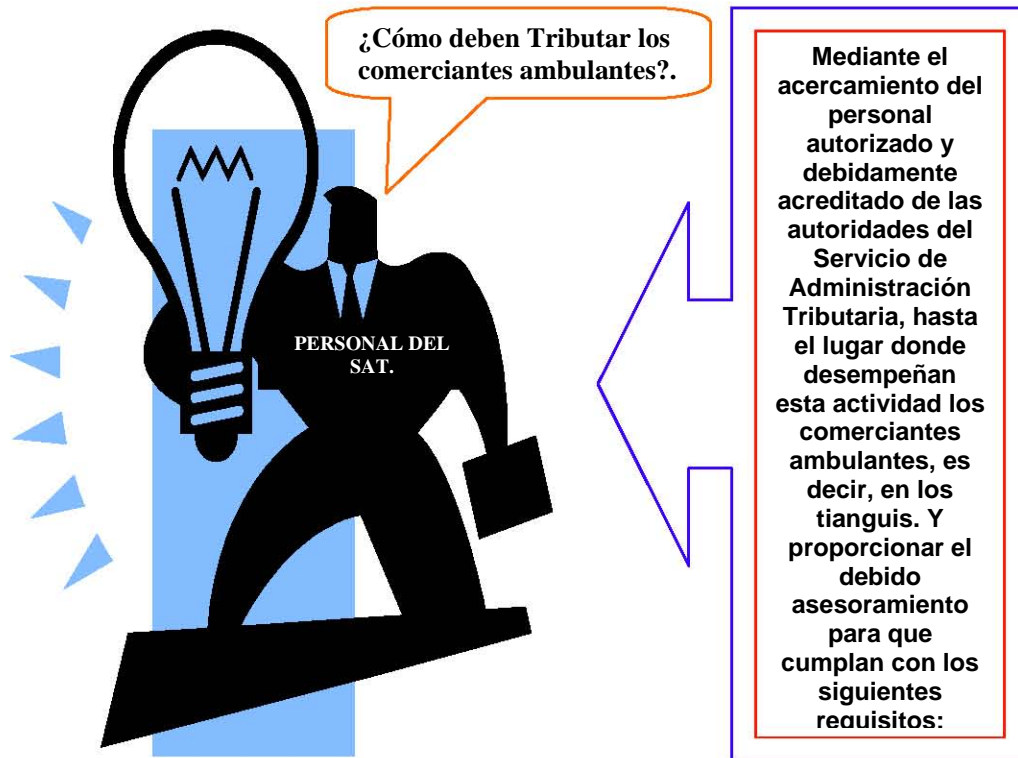 ¿Cómo deben Tributar los
comerciantes ambulantes?.
PERSONAL DEL
SAT.
Mediante el
acercamiento del
personal
autorizado y
debidamente
acreditado de las
autoridades del
Servicio de
Administración
Tributaria, hasta
el lugar donde
desempeñan
esta actividad los
comerciantes
ambulantes, es
decir, en los
tianguis. Y
proporcionar el
debido
asesoramiento
para que
cumplan con los
siguientes
requisitos: